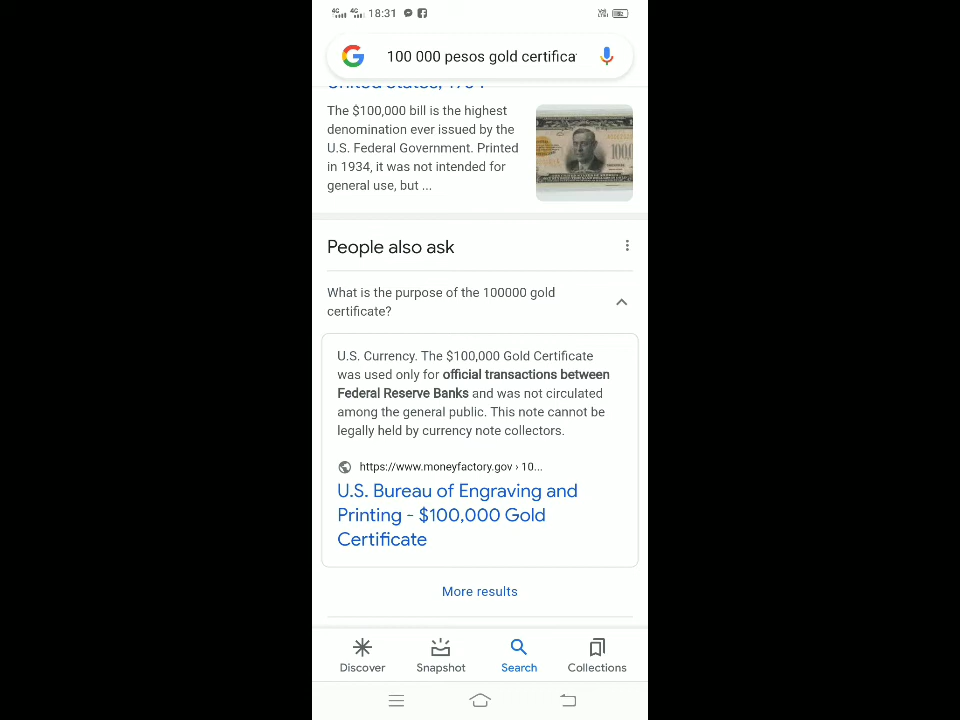 4G 4G 18:31
100 000 pesos gold certifica
United States, 1934
The $100,000 bill is the highest
denomination ever issued by the
U.S. Federal Government. Printed
in 1934, it was not intended for
general use, but ...
People also ask
What is the purpose of the 100000 gold
certificate?
U.S. Currency. The $100,000 Gold Certificate
was used only for official transactions between
Federal Reserve Banks and was not circulated
among the general public. This note cannot be
legally held by currency note collectors.
https://www.moneyfactory.gov › 10...
U.S. Bureau of Engraving and
Printing - $100,000 Gold
Certificate
More results
Discover Snapshot Search Collections